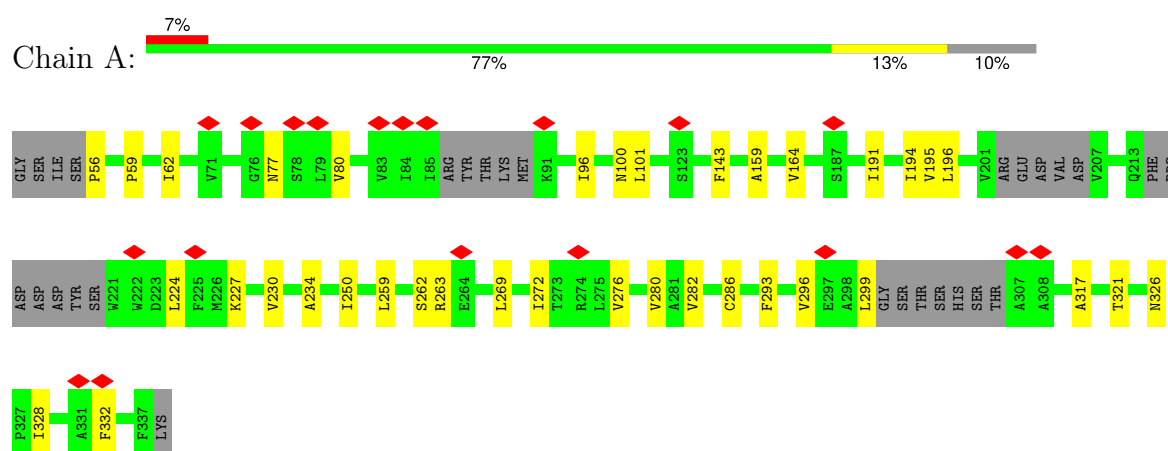 7%
Chain A:
77% 13% 10%
GLY SER ILE SER P56 P59 I62 V71 G76 N77 S78 L79 V80 V83 I84 I85 ARG TYR THR LYS MET K91 I96 N100 L101 S123 F143 A159 V164 S187 I191 I194 V195 L196 V201 ARG GLU ASP VAL ASP V207 Q213 PHE
ASP ASP ASP TYR SER W221 W222 D223 L224 F225 M226 K227 V230 A234 I250 L259 S262 R263 E264 L269 I272 T273 R274 L275 V276 V280 A281 V282 C286 F293 V296 E297 A298 L299 GLY SER THR SER HIS SER THR A307 A308 A317 T321 N326
P327 I328 A331 F332 F337 LYS